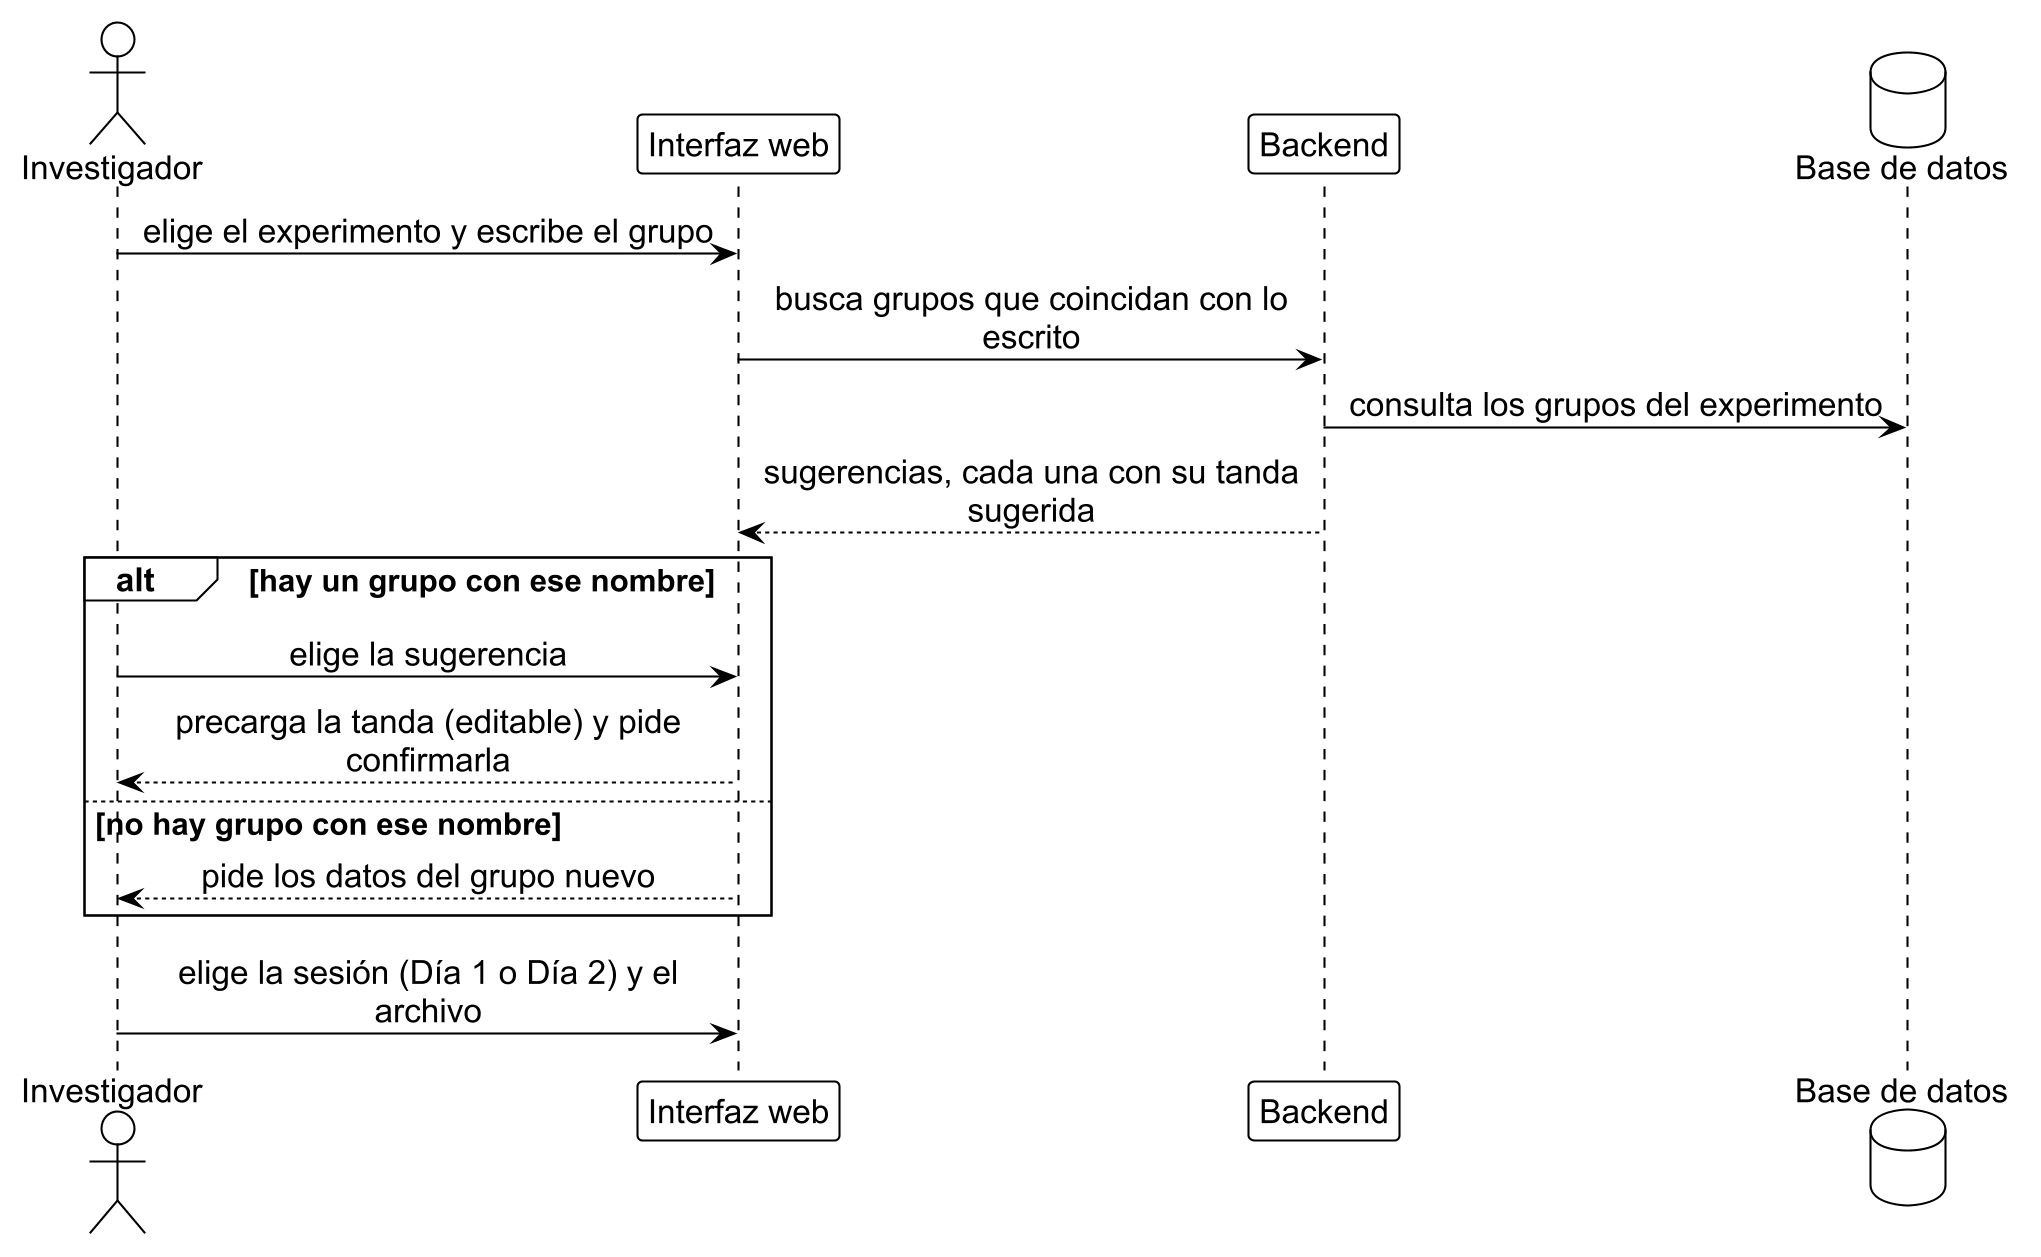 Investigador
Interfaz web
Backend
Base de datos
elige el experimento y escribe el grupo
busca grupos que coincidan con lo
escrito
consulta los grupos del experimento
sugerencias, cada una con su tanda
sugerida
alt
[hay un grupo con ese nombre]
elige la sugerencia
precarga la tanda (editable) y pide
confirmarla
[no hay grupo con ese nombre]
pide los datos del grupo nuevo
elige la sesión (Día 1 o Día 2) y el
archivo
Investigador
Interfaz web
Backend
Base de datos